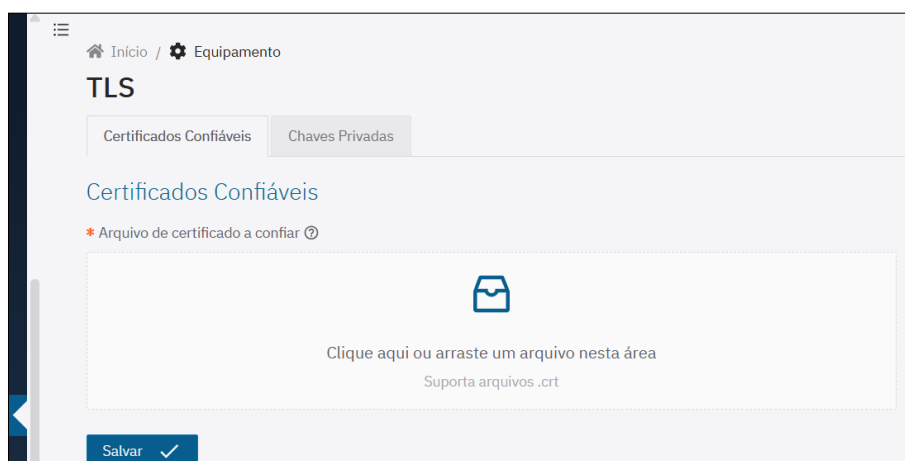 Início / Equipamento
TLS
Certificados Confiáveis
Chaves Privadas
Certificados Confiáveis
* Arquivo de certificado a confiar
Clique aqui ou arraste um arquivo nesta área
Suporta arquivos .crt
Salvar